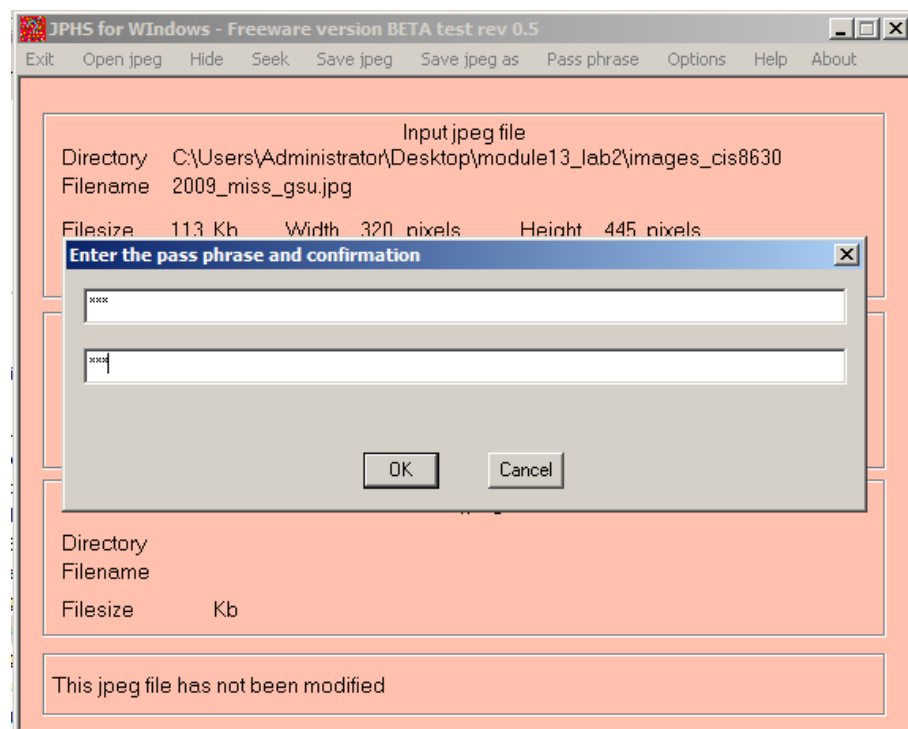 JPHS for WIndows - Freeware version BETA test rev 0.5
Exit Open jpeg Hide Seek Save jpeg Save jpeg as Pass phrase Options Help About
Input jpeg file
Directory C:\Users\Administrator\Desktop\module13_lab2\images_cis8630
Filename 2009_miss_gsu.jpg
Filesize 113 Kb Width 320 pixels Height 445 pixels
Enter the pass phrase and confirmation
***
***
OK Cancel
Directory
Filename
Filesize Kb
This jpeg file has not been modified